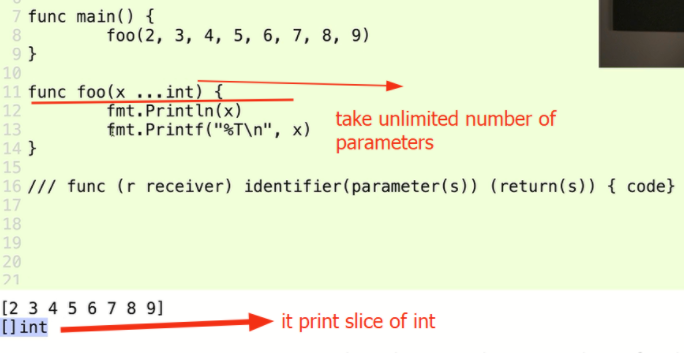 7 func main() {
8 foo(2, 3, 4, 5, 6, 7, 8, 9)
9 }
10
11 func foo(x ...int) {
12 fmt.Println(x)
13 fmt.Printf("%T\n", x)
take unlimited number of
parameters
14 }
15
16 /// func (r receiver) identifier(parameter(s)) (return(s)) { code}
17
18
19
20
21
[2 3 4 5 6 7 8 9]
[]int
it print slice of int